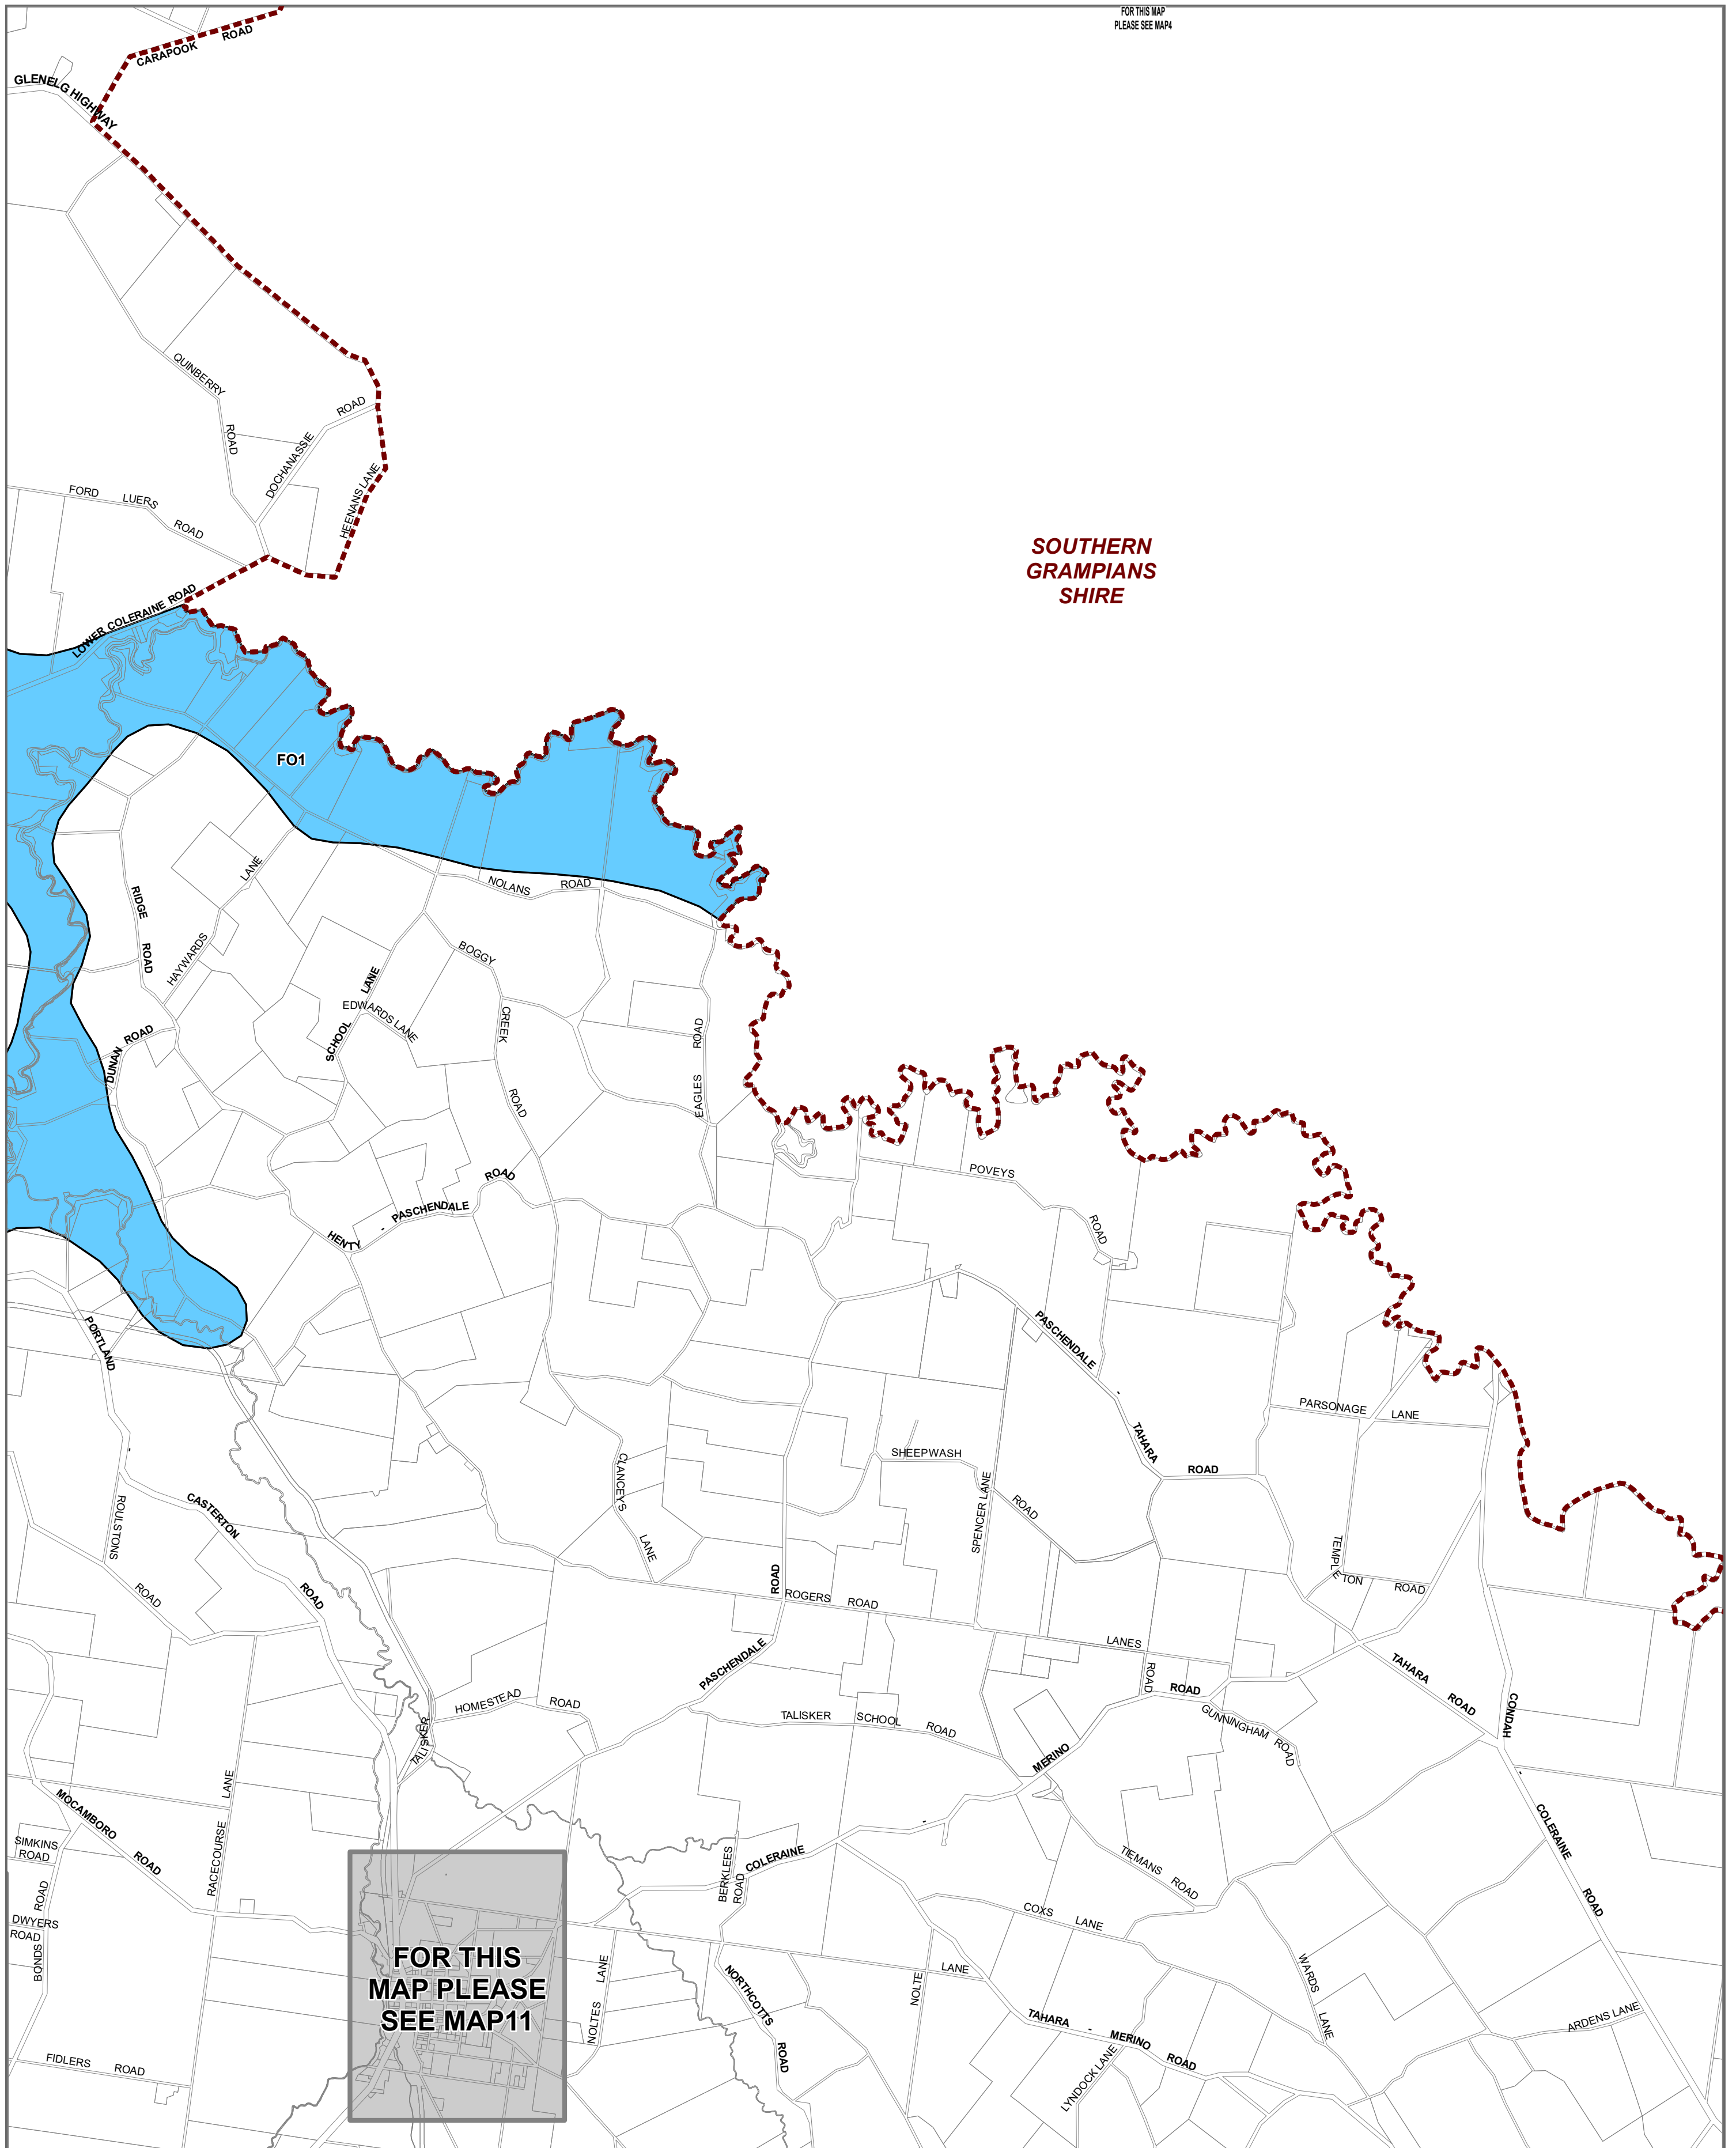 FOR THIS MAP
PLEASE SEE MAP4
CARAPOOK ROAD
GLENELG HIGHWAY
QUINBERRY
ROAD
DOCHANASSIE
ROAD
HEENANS LANE
FORD LUERS
ROAD
SOUTHERN
GRAMPIANS
SHIRE
LOWER COLERAINE ROAD
FO1
NOLANS ROAD
RIDGE
ROAD
HAYWARDS
LANE
BOGGY
CREEK
ROAD
SCHOOL
LANE
EDWARDS LANE
EAGLES ROAD
DUNAN ROAD
POVEYS
ROAD
HENTY - PASCHENDALE ROAD
PASCHENDALE
-
TAHARA
ROAD
PORTLAND
-
CASTERTON
ROAD
PARSONAGE LANE
SHEEPWASH
ROAD
CLANCEYS
LANE
SPENCER LANE
ROULSTONS
ROAD
TEMPLETON ROAD
ROGERS ROAD
PASCHENDALE
ROAD
LANES
ROAD
TAHARA
ROAD
CONDAH
-
COLERAINE
ROAD
HOMESTEAD ROAD
TALISKER
TALISKER SCHOOL ROAD
GUNNINGHAM ROAD
COLERAINE
-
MERINO
ROAD
MOCAMBORO
ROAD
SIMKINS
ROAD
RACECOURSE
LANE
BERKLEES
ROAD
TIEMANS
ROAD
COXS LANE
DWYERS
ROAD
BONDS
ROAD
FOR THIS
MAP PLEASE
SEE MAP11
NOLTES
LANE
NORTHCOTTS
ROAD
NOLTE
LANE
WARDS
LANE
TAHARA - MERINO
ROAD
LYNDOCK LANE
ARDENS LANE
FIDLERS ROAD